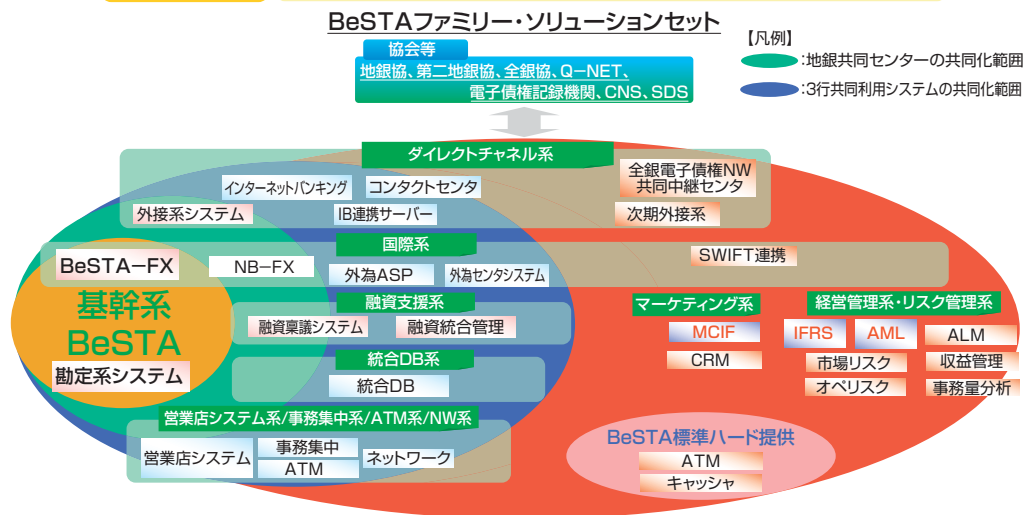 BeSTAファミリー・ソリューションセット
協会等
地銀協、第二地銀協、全銀協、Q−NET、
電子債権記録機関、CNS、SDS
【凡例】
:地銀共同センターの共同化範囲
:3行共同利用システムの共同化範囲
ダイレクトチャネル系
インターネットバンキング
コンタクトセンタ
全銀電子債権NW
共同中継センタ
外接系システム
IB連携サーバー
次期外接系
国際系
BeSTA−FX
NB−FX
外為ASP
外為センタシステム
SWIFT連携
基幹系
BeSTA
勘定系システム
融資支援系
融資稟議システム
融資統合管理
統合DB系
統合DB
マーケティング系
MCIF
CRM
経営管理系・リスク管理系
IFRS
AML
ALM
市場リスク
収益管理
オペリスク
事務量分析
営業店システム系/事務集中系/ATM系/NW系
営業店システム
事務集中
ATM
ネットワーク
BeSTA標準ハード提供
ATM
キャッシャ